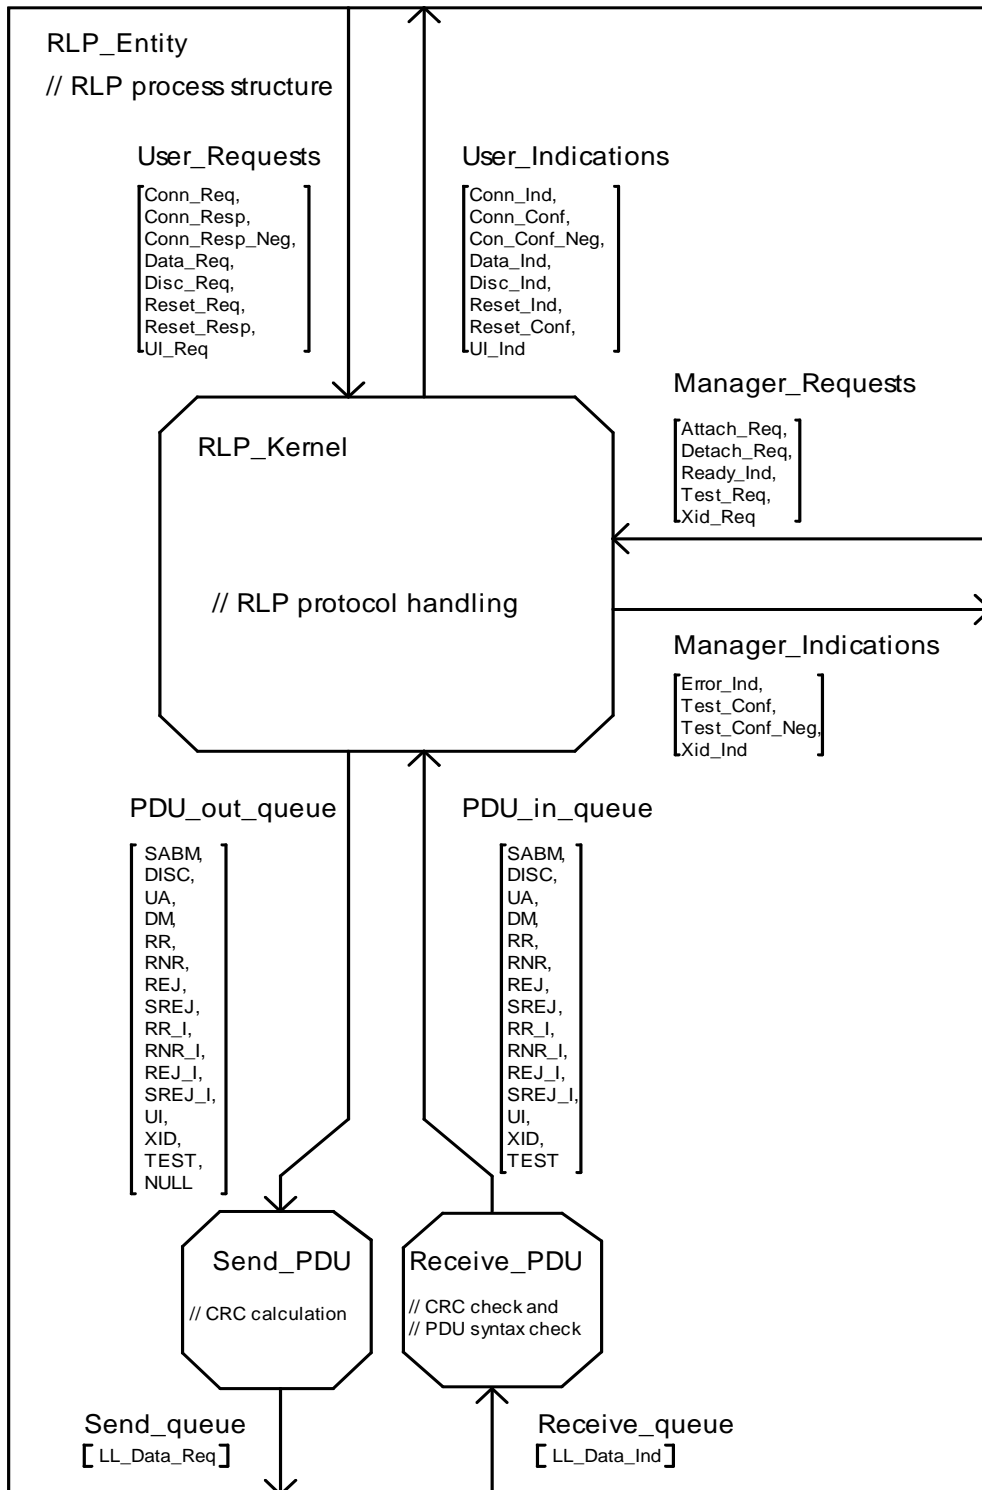 RLP_Entity
// RLP process structure
User_Requests
Conn_Req,
Conn_Resp,
Conn_Resp_Neg,
Data_Req,
Disc_Req,
Reset_Req,
Reset_Resp,
UI_Req
User_Indications
Conn_Ind,
Conn_Conf,
Con_Conf_Neg,
Data_Ind,
Disc_Ind,
Reset_Ind,
Reset_Conf,
UI_Ind
Manager_Requests
Attach_Req,
Detach_Req,
Ready_Ind,
Test_Req,
Xid_Req
RLP_Kernel
// RLP protocol handling
Manager_Indications
Error_Ind,
Test_Conf,
Test_Conf_Neg,
Xid_Ind
PDU_out_queue
SABM,
DISC,
UA,
DM,
RR,
RNR,
REJ,
SREJ,
RR_I,
RNR_I,
REJ_I,
SREJ_I,
UI,
XID,
TEST,
NULL
PDU_in_queue
SABM,
DISC,
UA,
DM,
RR,
RNR,
REJ,
SREJ,
RR_I,
RNR_I,
REJ_I,
SREJ_I,
UI,
XID,
TEST
Send_PDU
// CRC calculation
Receive_PDU
// CRC check and
// PDU syntax check
Send_queue
[ LL_Data_Req ]
Receive_queue
[ LL_Data_Ind ]